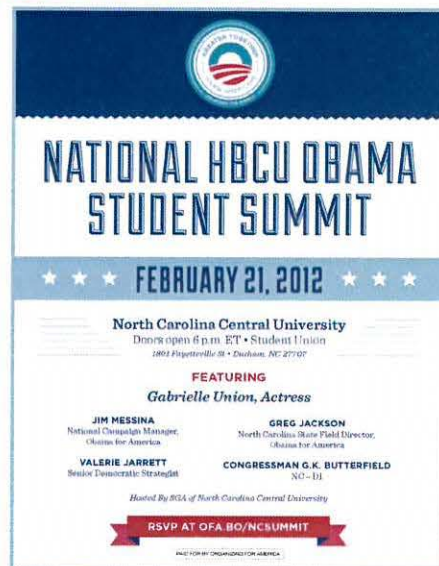 GREATER TOGETHER
NATIONAL HBCU OBAMA
STUDENT SUMMIT
FEBRUARY 21, 2012
North Carolina Central University
Doors open 6 p.m. ET • Student Union
1801 Fayetteville St • Durham, NC 27707
FEATURING
Gabrielle Union, Actress
JIM MESSINA
National Campaign Manager,
Obama for America
GREG JACKSON
North Carolina State Field Director,
Obama for America
VALERIE JARRETT
Senior Democratic Strategist
CONGRESSMAN G.K. BUTTERFIELD
NC–D1
Hosted By SGA of North Carolina Central University
RSVP AT OFA.BO/NCSUMMIT
PAID FOR BY ORGANIZING FOR AMERICA